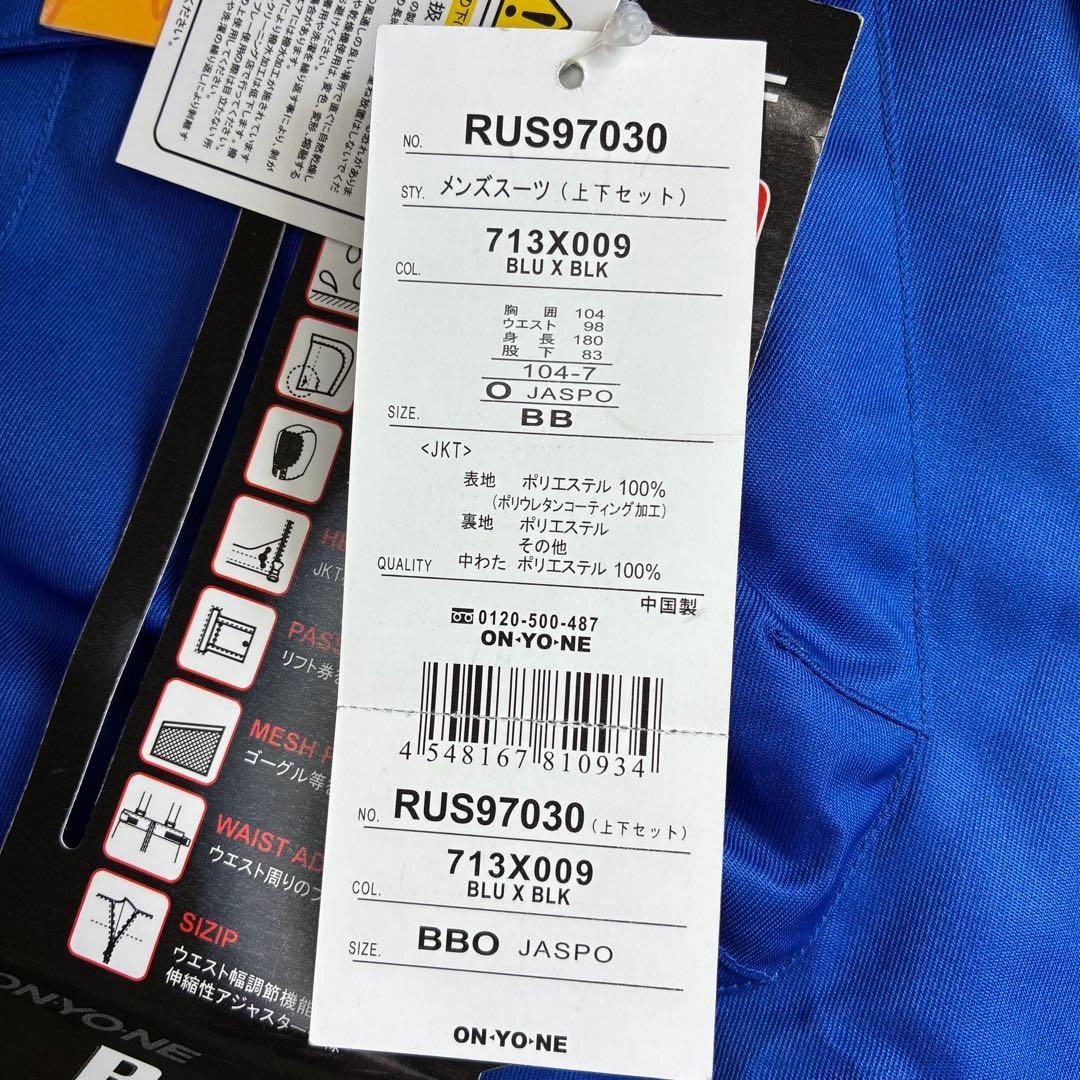 NO. RUS97030
STY. メンズスーツ(上下セット)
713X009
COL. BLU X BLK
胸 囲 104
ウエスト 98
身 長 180
股 下 83
104-7
O JASPO
SIZE. BB
<JKT>
表地 ポリエステル 100%
(ポリウレタンコーティング加工)
裏地 ポリエステル
その他
QUALITY 中わた ポリエステル 100%
中国製
0120-500-487
ON・YO・NE
4 548167 810934
NO. RUS97030 (上下セット)
713X009
COL. BLU X BLK
SIZE. BBO JASPO
ON・YO・NE
JKT
PASS
リフト券
MESH P
ゴーグル等
WAIST AD
ウエスト周りの
SIZIP
ウエスト幅調節機能
伸縮性アジャスター
ON・YO・NE